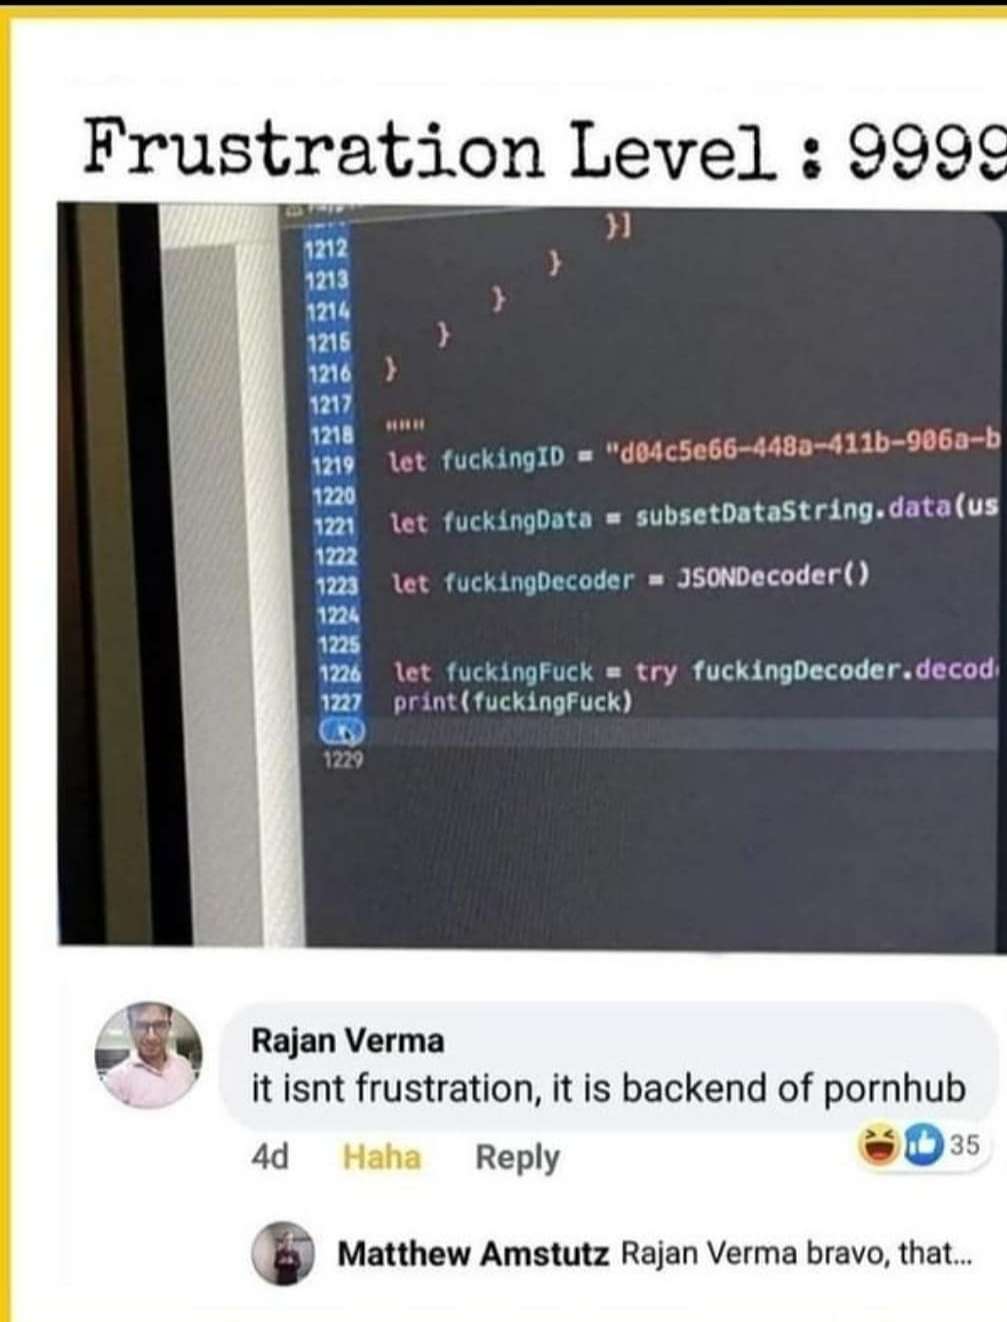 Frustration Level : 9999
1212 }]
1213 }
1214 }
1215 }
1216 }
1217
1218 """
1219 let fuckingID = "d04c5e66-448a-411b-906a-b
1220
1221 let fuckingData = subsetDataString.data(us
1222
1223 let fuckingDecoder = JSONDecoder()
1224
1225
1226 let fuckingFuck = try fuckingDecoder.decod
1227 print(fuckingFuck)
1229
Rajan Verma
it isnt frustration, it is backend of pornhub
4d Haha Reply 35
Matthew Amstutz Rajan Verma bravo, that...